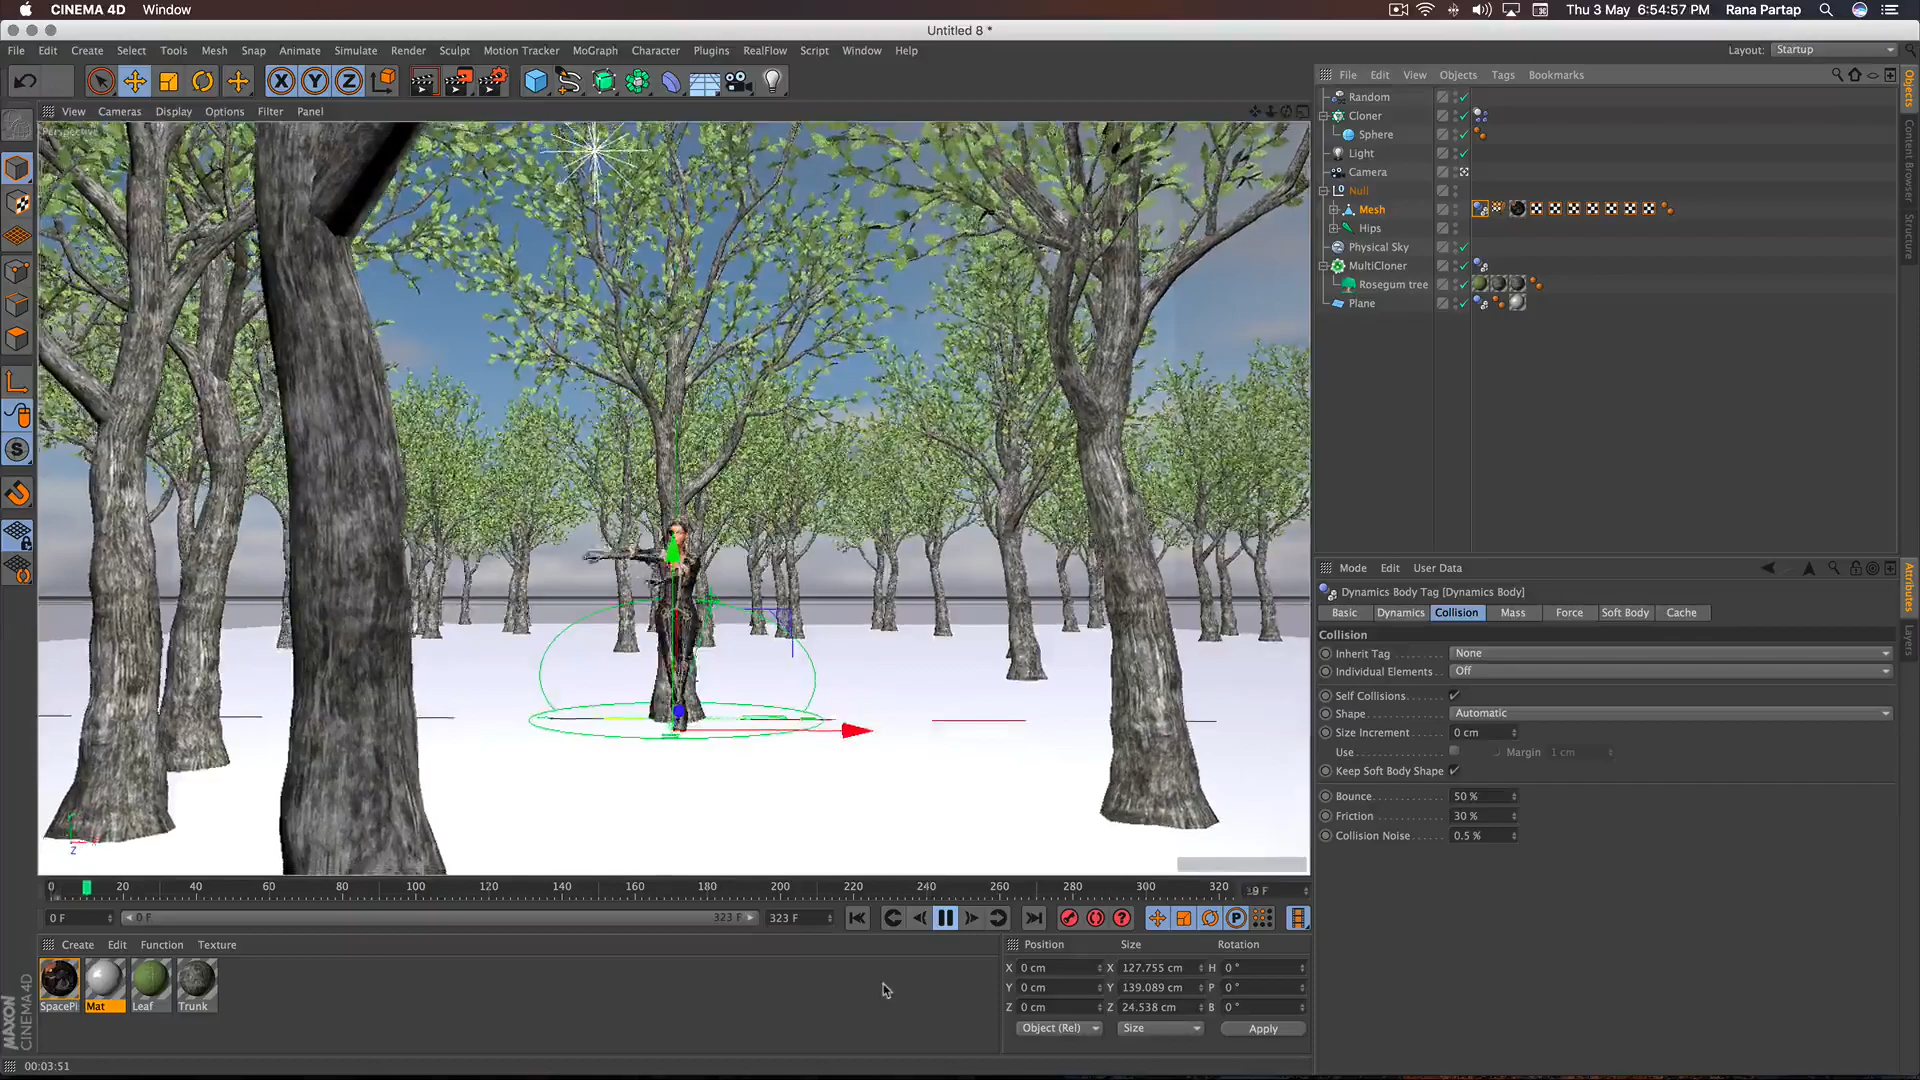 CINEMA 4D Window
Thu 3 May 6:54:57 PM Rana Partap
Untitled 8 *
File Edit Create Select Tools Mesh Snap Animate Simulate Render Sculpt Motion Tracker MoGraph Character Plugins RealFlow Script Window Help
Layout: Startup
X Y Z
File Edit View Objects Tags Bookmarks
View Cameras Display Options Filter Panel
Perspective
Random
Cloner
Sphere
Light
Camera
Null
Mesh
Hips
Physical Sky
MultiCloner
Rosegum tree
Plane
Objects
Content Browser
Structure
Mode Edit User Data
Dynamics Body Tag [Dynamics Body]
Basic Dynamics Collision Mass Force Soft Body Cache
Collision
Inherit Tag None
Individual Elements Off
Self Collisions
Shape Automatic
Size Increment 0 cm
Use Margin 1 cm
Keep Soft Body Shape
Bounce 50 %
Friction 30 %
Collision Noise 0.5 %
Attributes
Layers
Z
0 20 40 60 80 100 120 140 160 180 200 220 240 260 280 300 320
0 F 0 F 323 F 323 F
Create Edit Function Texture
SpacePi Mat Leaf Trunk
Position Size Rotation
X 0 cm X 127.755 cm H 0 °
Y 0 cm Y 139.089 cm P 0 °
Z 0 cm Z 24.538 cm B 0 °
Object (Rel) Size Apply
MAXON
CINEMA 4D
00:03:51